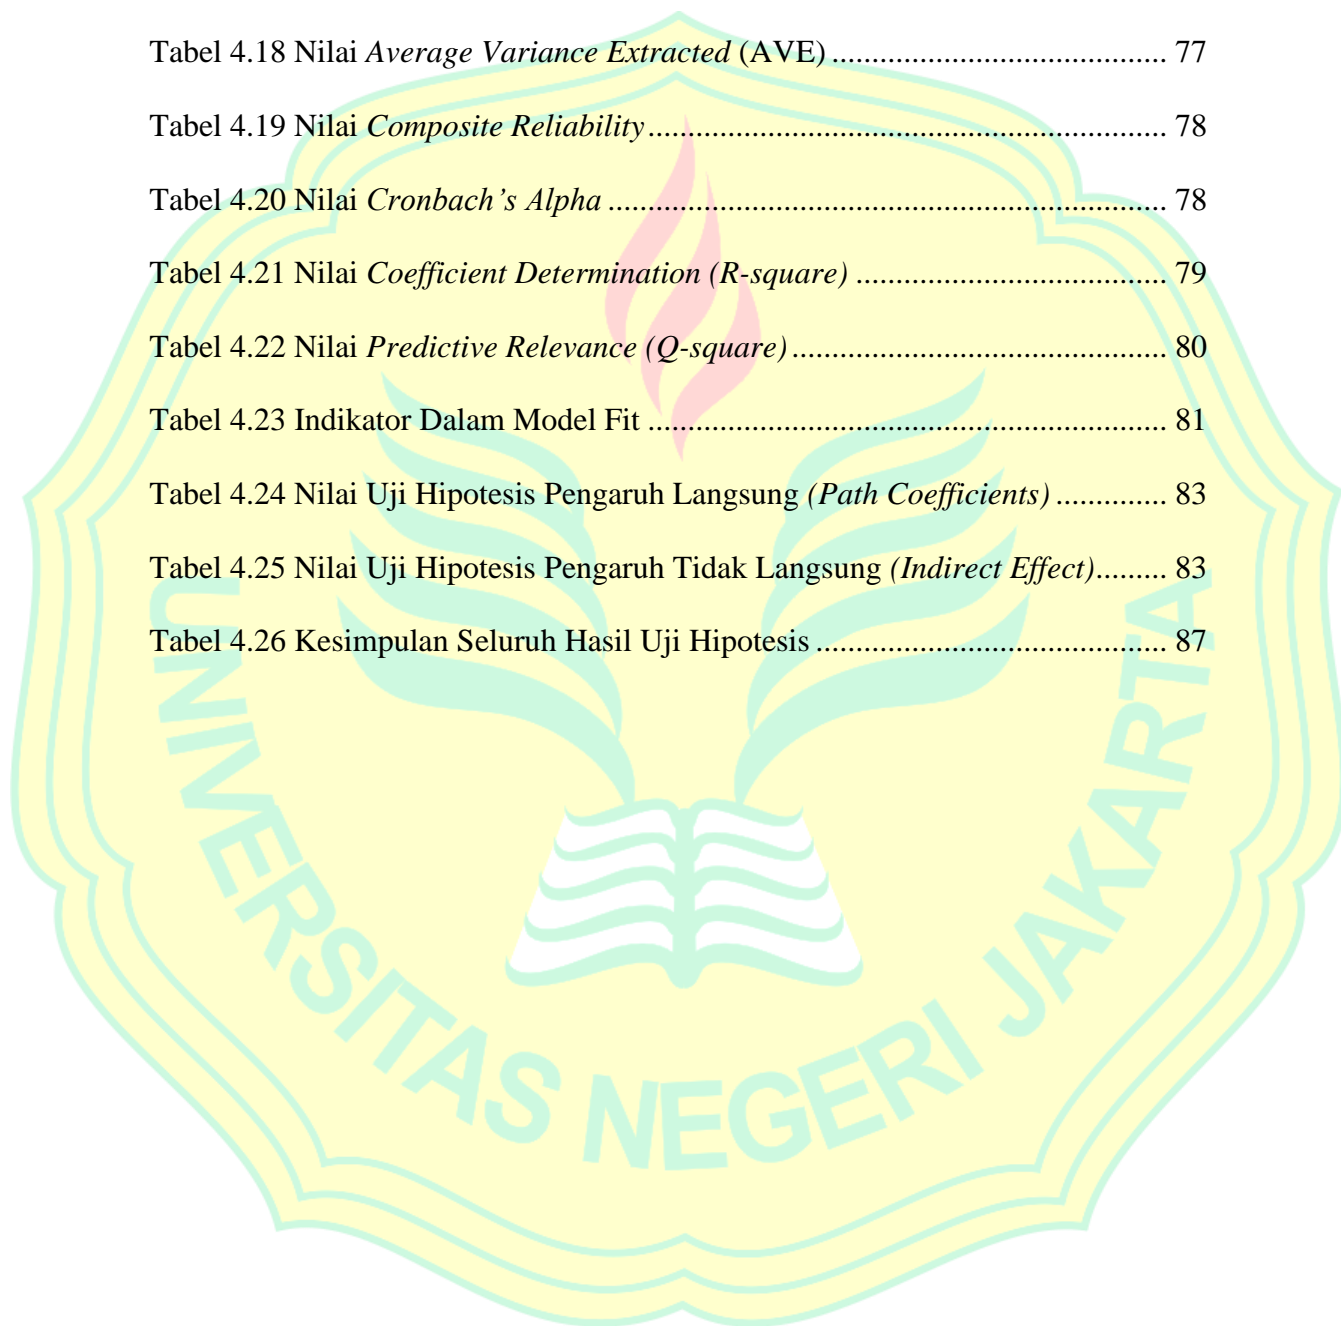 Tabel 4.18 Nilai Average Variance Extracted (AVE) .......................................... 77
Tabel 4.19 Nilai Composite Reliability .................................................................. 78
Tabel 4.20 Nilai Cronbach’s Alpha ....................................................................... 78
Tabel 4.21 Nilai Coefficient Determination (R-square) ....................................... 79
Tabel 4.22 Nilai Predictive Relevance (Q-square) ............................................... 80
Tabel 4.23 Indikator Dalam Model Fit .................................................................. 81
Tabel 4.24 Nilai Uji Hipotesis Pengaruh Langsung (Path Coefficients) .............. 83
Tabel 4.25 Nilai Uji Hipotesis Pengaruh Tidak Langsung (Indirect Effect)......... 83
Tabel 4.26 Kesimpulan Seluruh Hasil Uji Hipotesis ............................................ 87
UNIVERSITAS NEGERI JAKARTA